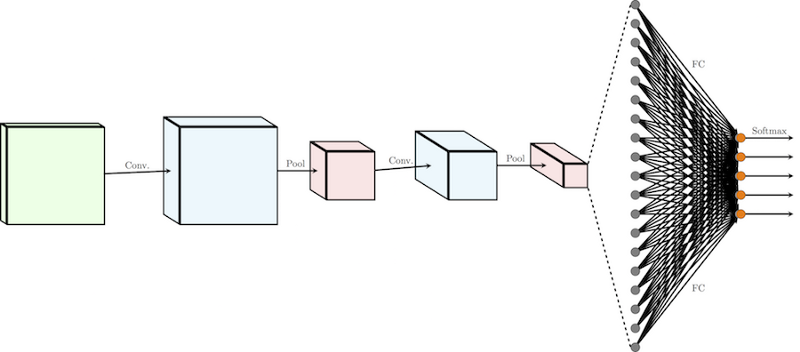 Conv.
Pool
Conv.
Pool
FC
FC
Softmax